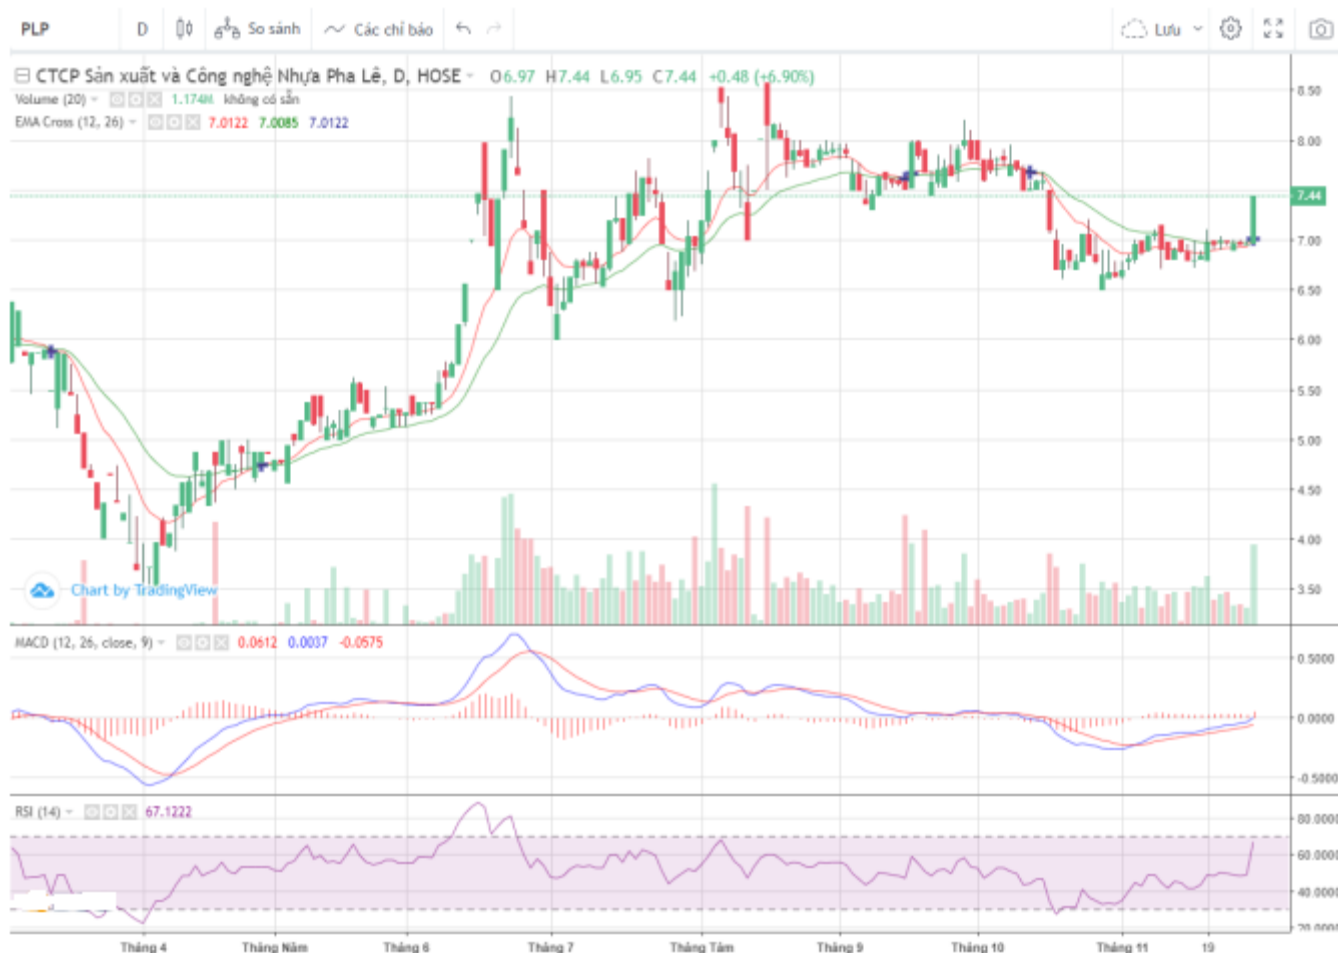 PLP D So sánh Các chỉ báo Lưu
CTCP Sản xuất và Công nghệ Nhựa Pha Lê, D, HOSE O6.97 H7.44 L6.95 C7.44 +0.48 (+6.90%)
Volume (20) 1.174M không có sẵn
EMA Cross (12, 26) 7.0122 7.0085 7.0122
8.50
8.00
7.44
7.00
6.50
6.00
5.50
5.00
4.50
4.00
3.50
Chart by TradingView
MACD (12, 26, close, 9) 0.0612 0.0037 -0.0575
0.5000
0.0000
-0.5000
RSI (14) 67.1222
80.0000
60.0000
40.0000
20.0000
Tháng 4 Tháng Năm Tháng 6 Tháng 7 Tháng Tám Tháng 9 Tháng 10 Tháng 11 19